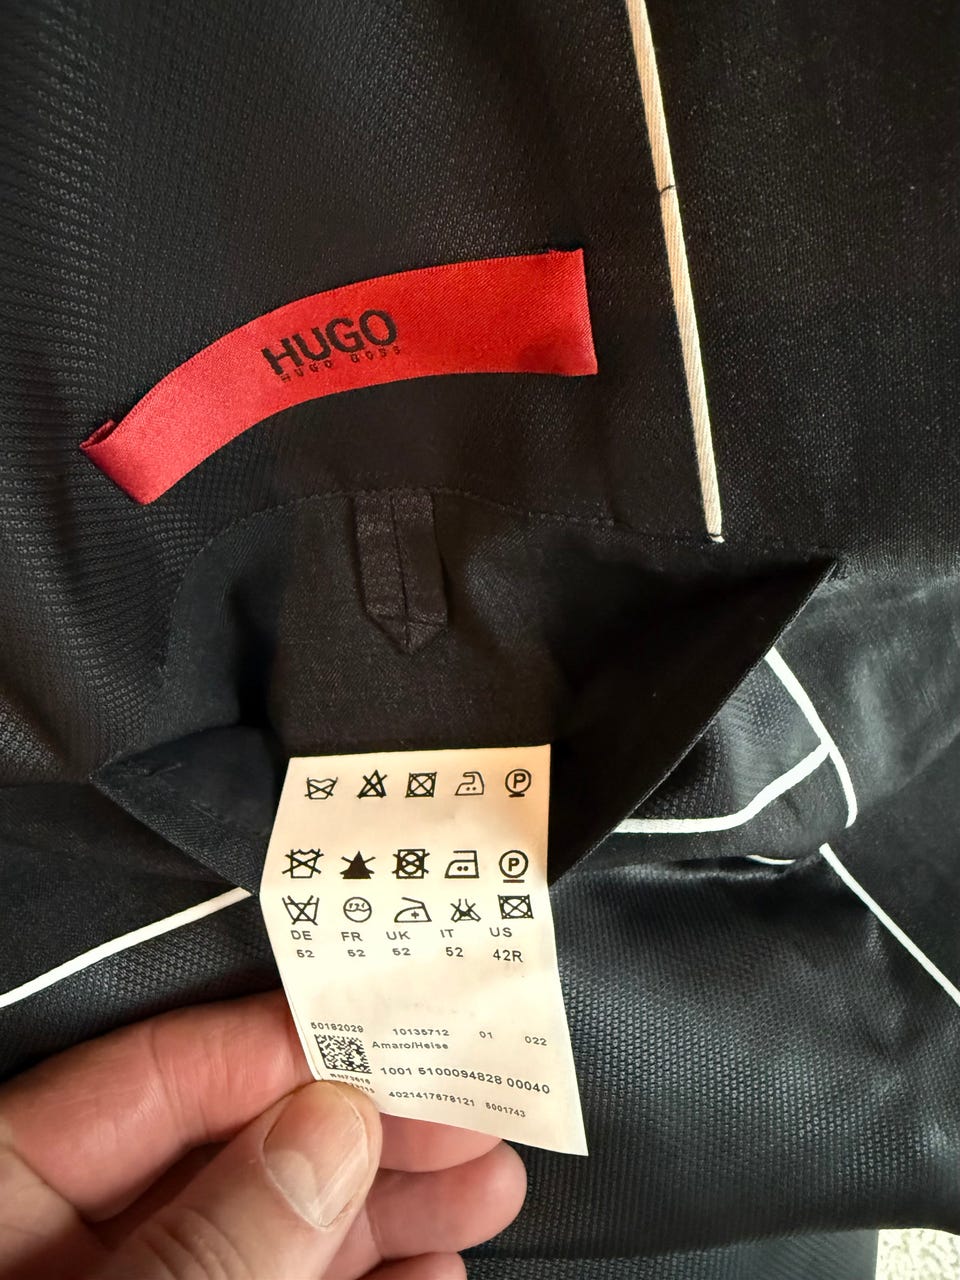 HUGO
HUGO BOSS
P
P
DE FR UK IT US
52 52 52 52 42R
50182029 10135712 01 022
Amaro/Heise
1001 5100094828 00040
4021417678121 6001743